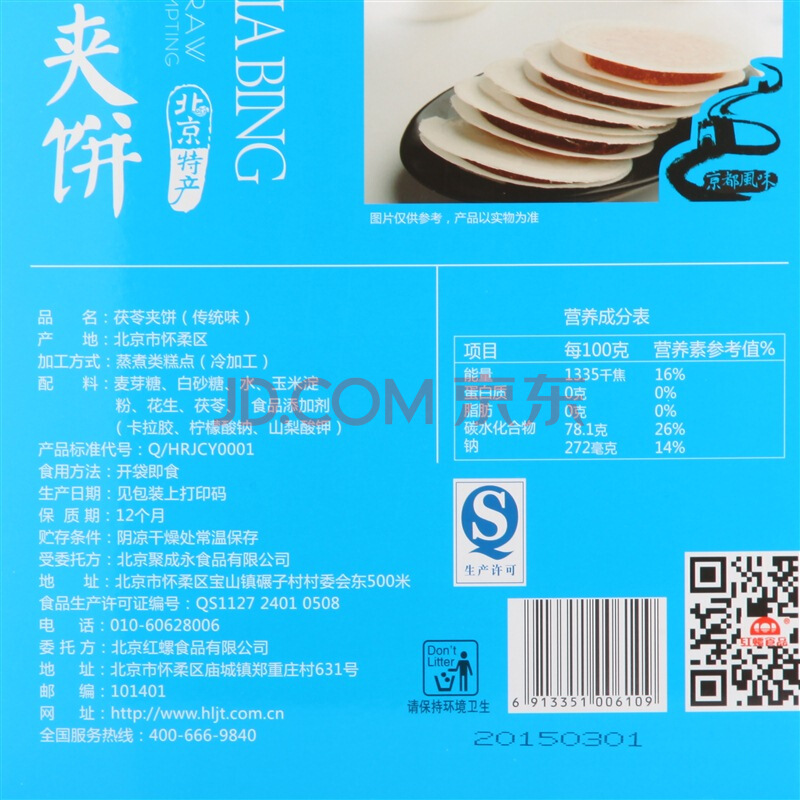 夹饼
RAW
MPTING
IA BING
北京特产
京都風味
图片仅供参考，产品以实物为准
品 名：茯苓夹饼（传统味）
产 地：北京市怀柔区
加工方式：蒸煮类糕点（冷加工）
配 料：麦芽糖、白砂糖、水、玉米淀
粉、花生、茯苓、食品添加剂
（卡拉胶、柠檬酸钠、山梨酸钾）
产品标准代号：Q/HRJCY0001
食用方法：开袋即食
生产日期：见包装上打印码
保 质 期：12个月
贮存条件：阴凉干燥处常温保存
受委托方：北京聚成永食品有限公司
地 址：北京市怀柔区宝山镇碾子村村委会东500米
食品生产许可证编号：QS1127 2401 0508
电 话：010-60628006
委 托 方：北京红螺食品有限公司
地 址：北京市怀柔区庙城镇郑重庄村631号
邮 编：101401
网 址：http://www.hljt.com.cn
全国服务热线：400-666-9840
营养成分表
项目 每100克 营养素参考值%
能量 1335千焦 16%
蛋白质 0克 0%
脂肪 0克 0%
碳水化合物 78.1克 26%
钠 272毫克 14%
JD.COM 京东
QS
生产许可
Don't
Litter
请保持环境卫生
6 913351 006109
红螺食品
20150301